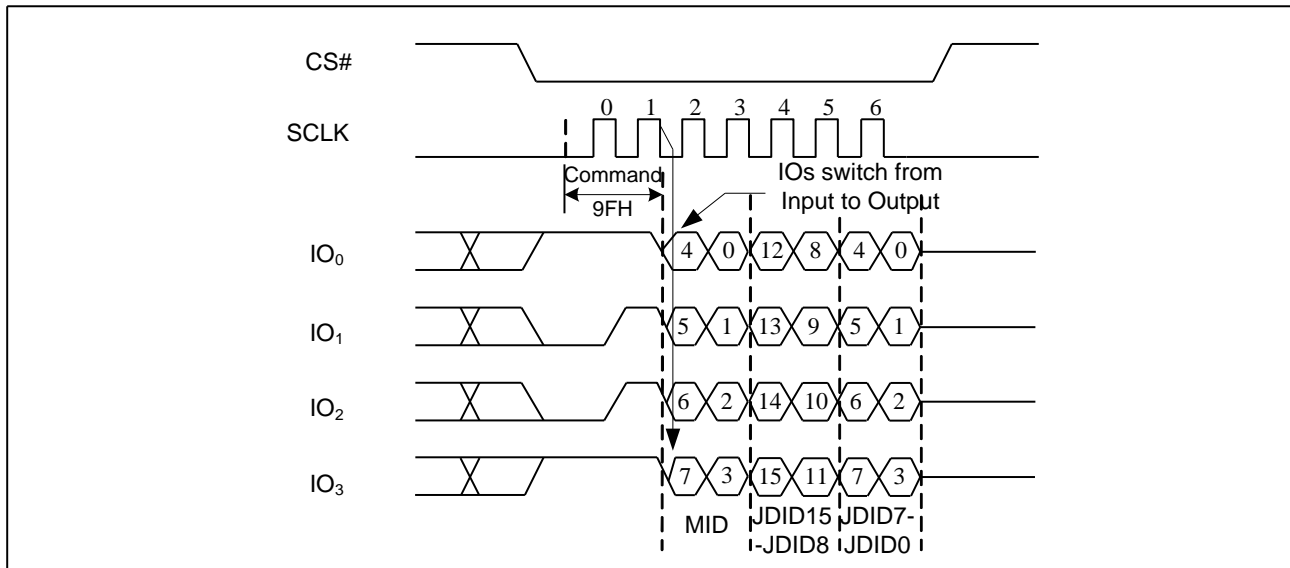 CS#
0 1 2 3 4 5 6
SCLK
Command
9FH
IOs switch from
Input to Output
IO₀ 4 0 12 8 4 0
IO₁ 5 1 13 9 5 1
IO₂ 6 2 14 10 6 2
IO₃ 7 3 15 11 7 3
MID
JDID15
-JDID8
JDID7-
JDID0